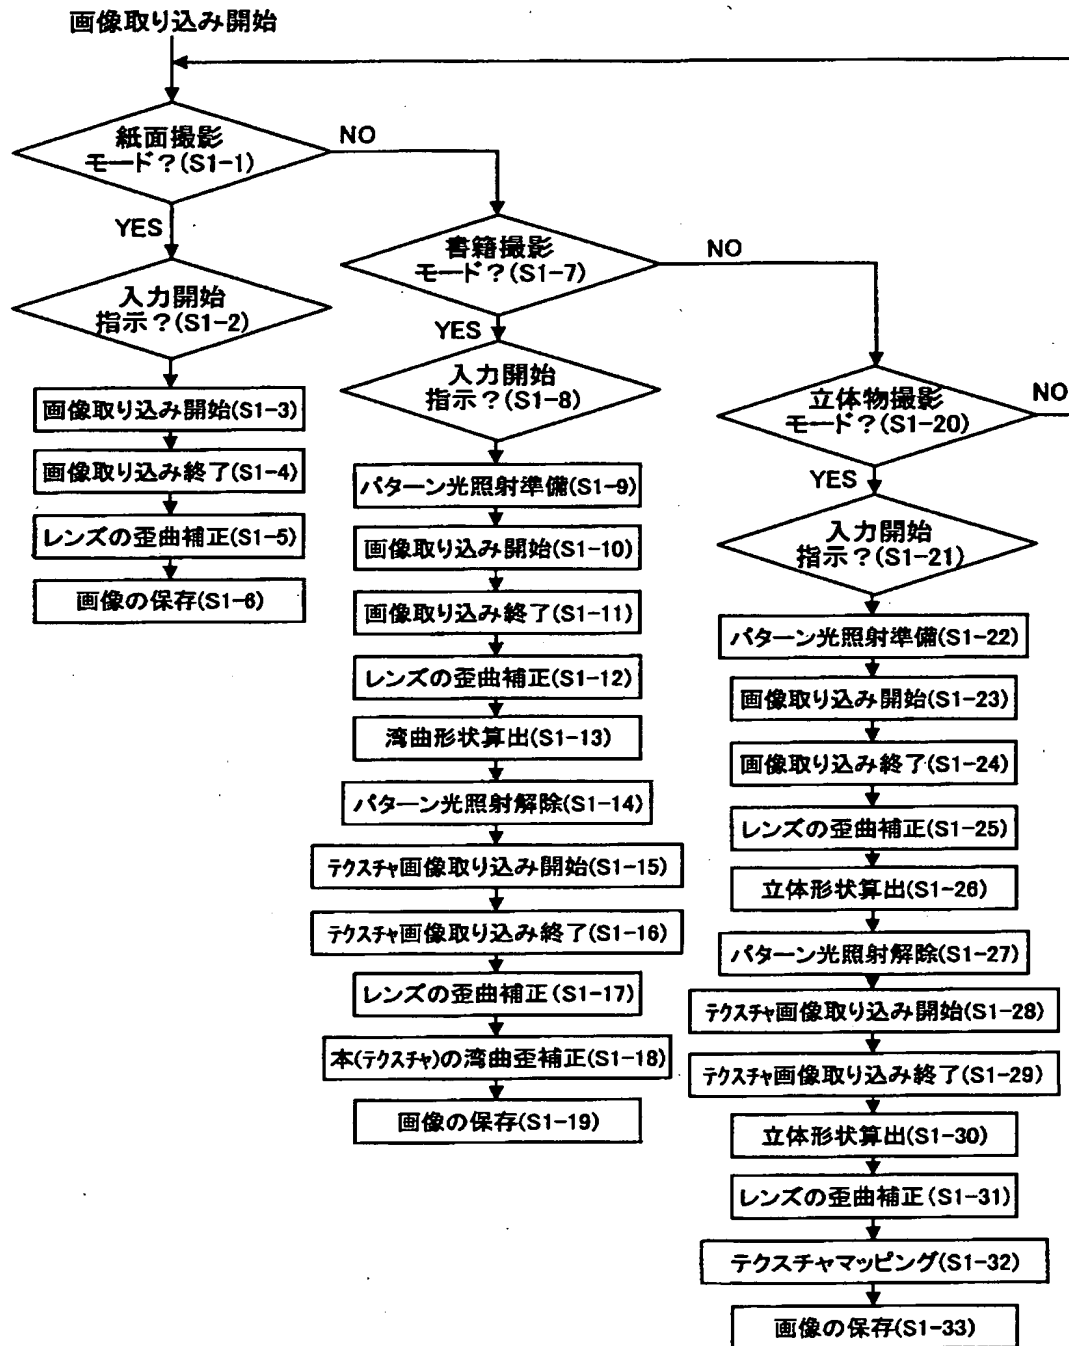 画像取り込み開始
紙面撮影
モード？(S1-1)
NO
YES
入力開始
指示？(S1-2)
画像取り込み開始(S1-3)
画像取り込み終了(S1-4)
レンズの歪曲補正(S1-5)
画像の保存(S1-6)
書籍撮影
モード？(S1-7)
NO
YES
入力開始
指示？(S1-8)
パターン光照射準備(S1-9)
画像取り込み開始(S1-10)
画像取り込み終了(S1-11)
レンズの歪曲補正(S1-12)
湾曲形状算出(S1-13)
パターン光照射解除(S1-14)
テクスチャ画像取り込み開始(S1-15)
テクスチャ画像取り込み終了(S1-16)
レンズの歪曲補正(S1-17)
本(テクスチャ)の湾曲歪補正(S1-18)
画像の保存(S1-19)
立体物撮影
モード？(S1-20)
NO
YES
入力開始
指示？(S1-21)
パターン光照射準備(S1-22)
画像取り込み開始(S1-23)
画像取り込み終了(S1-24)
レンズの歪曲補正(S1-25)
立体形状算出(S1-26)
パターン光照射解除(S1-27)
テクスチャ画像取り込み開始(S1-28)
テクスチャ画像取り込み終了(S1-29)
立体形状算出(S1-30)
レンズの歪曲補正(S1-31)
テクスチャマッピング(S1-32)
画像の保存(S1-33)